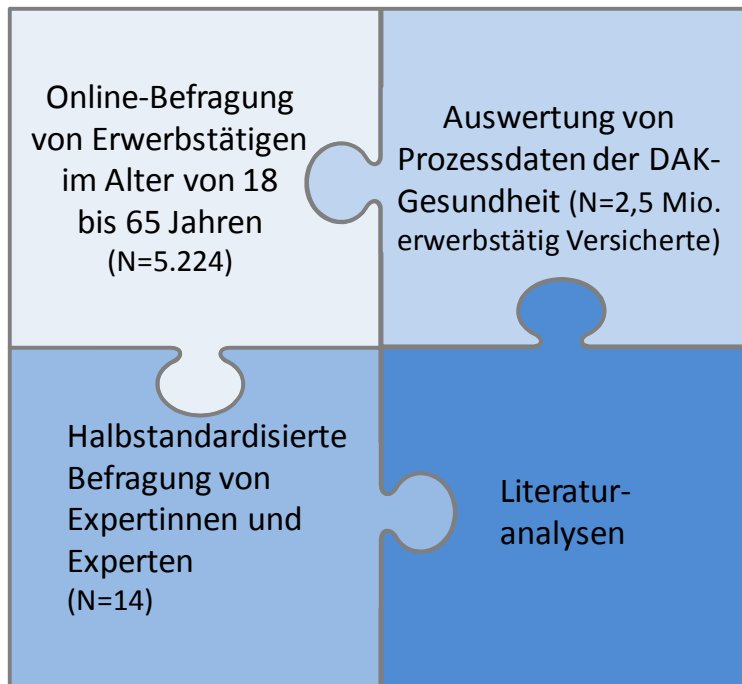 Online-Befragung
von Erwerbstätigen
im Alter von 18
bis 65 Jahren
(N=5.224)
Auswertung von
Prozessdaten der DAK-
Gesundheit (N=2,5 Mio.
erwerbstätig Versicherte)
Halbstandardisierte
Befragung von
Expertinnen und
Experten
(N=14)
Literatur-
analysen